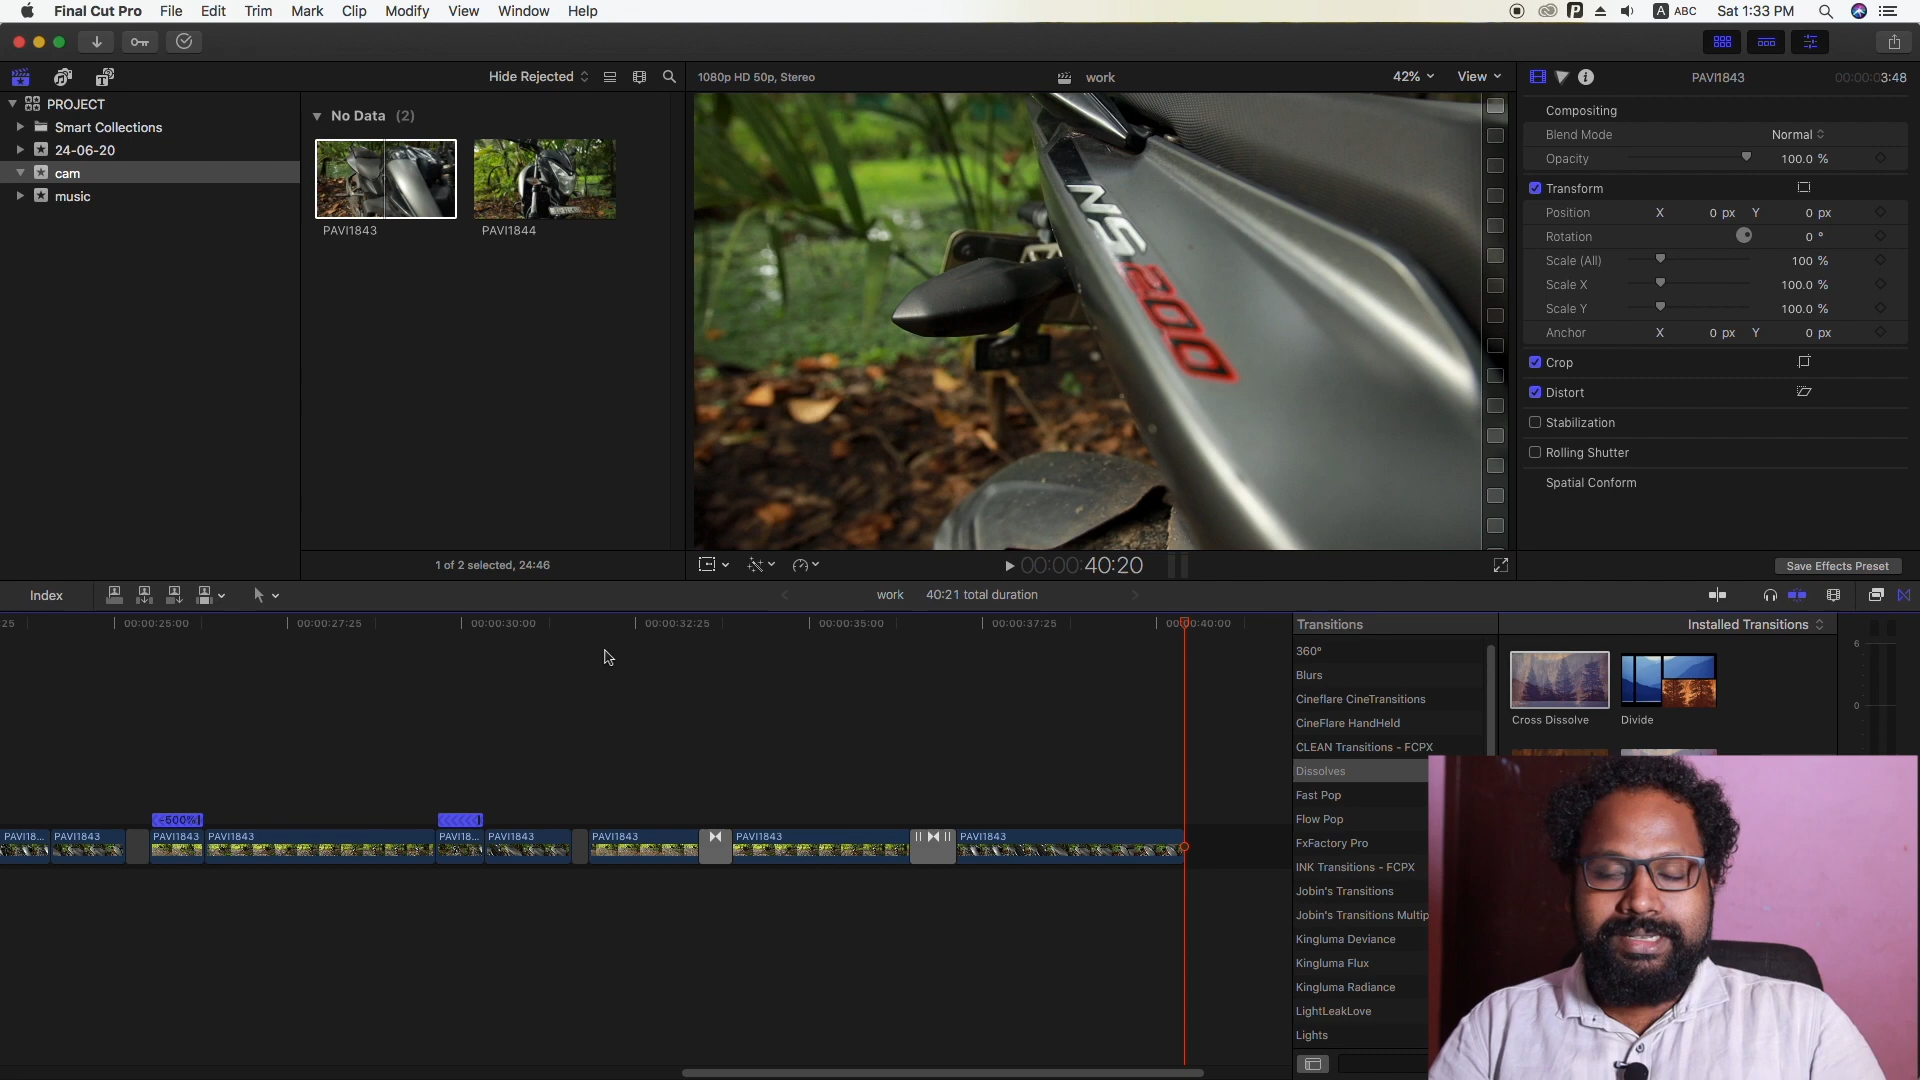 Final Cut Pro File Edit Trim Mark Clip Modify View Window Help
A ABC Sat 1:33 PM
Hide Rejected
1080p HD 50p, Stereo
work
42% View
PAVI1843
00:00:03:48
PROJECT
Smart Collections
24-06-20
cam
music
No Data (2)
PAVI1843
PAVI1844
NS200
1 of 2 selected, 24:46
00:00:40:20
Compositing
Blend Mode Normal
Opacity 100.0 %
Transform
Position X 0 px Y 0 px
Rotation 0 °
Scale (All) 100 %
Scale X 100.0 %
Scale Y 100.0 %
Anchor X 0 px Y 0 px
Crop
Distort
Stabilization
Rolling Shutter
Spatial Conform
Save Effects Preset
Index
work 40:21 total duration
25 00:00:25:00 00:00:27:25 00:00:30:00 00:00:32:25 00:00:35:00 00:00:37:25 00:00:40:00
-500%
PAVI18... PAVI1843 PAVI1843 PAVI1843 PAVI18... PAVI1843 PAVI1843 PAVI1843 PAVI1843
Transitions
Installed Transitions
360°
Blurs
Cineflare CineTransitions
CineFlare HandHeld
CLEAN Transitions - FCPX
Dissolves
Fast Pop
Flow Pop
FxFactory Pro
INK Transitions - FCPX
Jobin's Transitions
Jobin's Transitions Multip
Kingluma Deviance
Kingluma Flux
Kingluma Radiance
LightLeakLove
Lights
Cross Dissolve
Divide
6
0